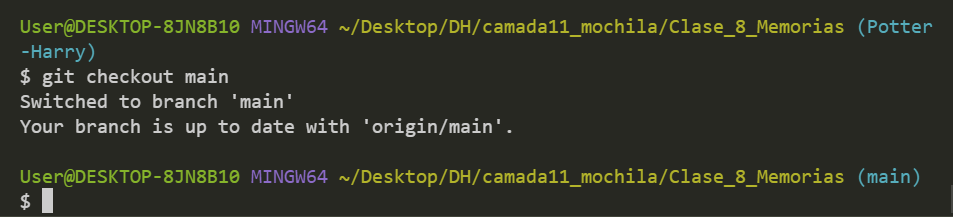 User@DESKTOP-8JN8B10 MINGW64 ~/Desktop/DH/camada11_mochila/Clase_8_Memorias (Potter
-Harry)
$ git checkout main
Switched to branch 'main'
Your branch is up to date with 'origin/main'.
User@DESKTOP-8JN8B10 MINGW64 ~/Desktop/DH/camada11_mochila/Clase_8_Memorias (main)
$